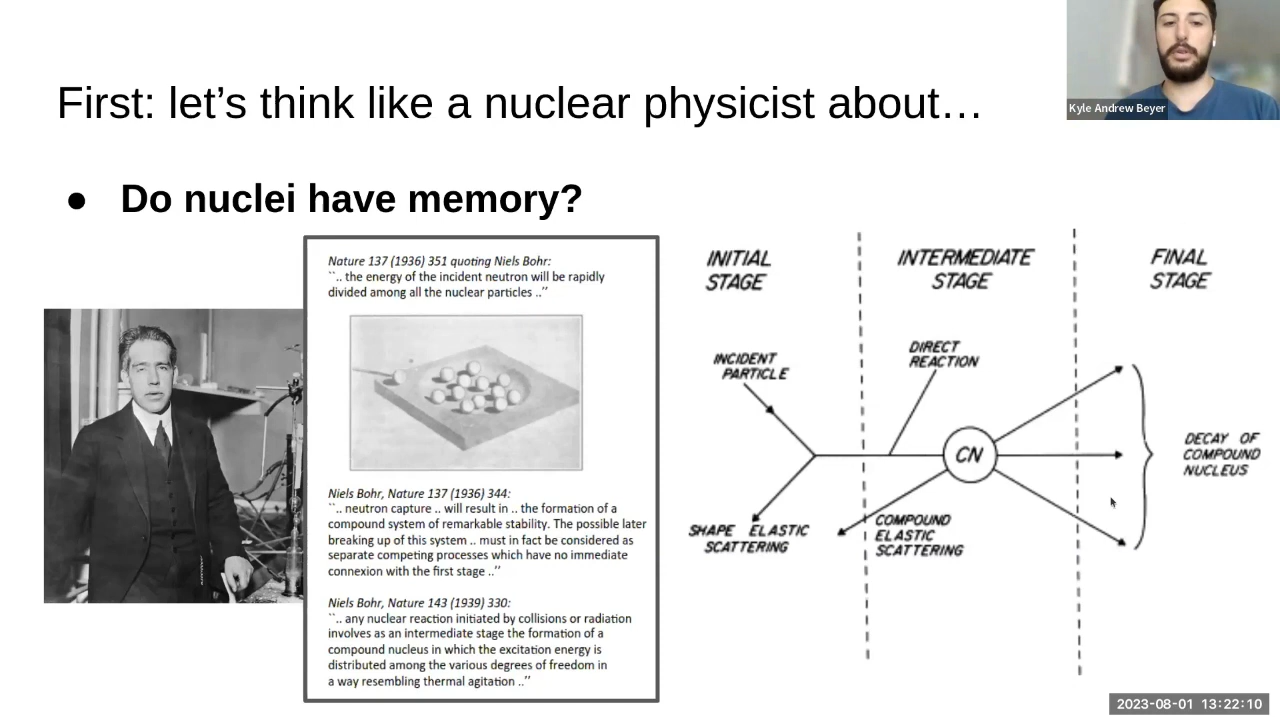 First: let’s think like a nuclear physicist about…
Kyle Andrew Beyer
● Do nuclei have memory?
Nature 137 (1936) 351 quoting Niels Bohr:
``.. the energy of the incident neutron will be rapidly
divided among all the nuclear particles ..’’
Niels Bohr, Nature 137 (1936) 344:
``.. neutron capture .. will result in .. the formation of a
compound system of remarkable stability. The possible later
breaking up of this system .. must in fact be considered as
separate competing processes which have no immediate
connexion with the first stage ..’’
Niels Bohr, Nature 143 (1939) 330:
``.. any nuclear reaction initiated by collisions or radiation
involves as an intermediate stage the formation of a
compound nucleus in which the excitation energy is
distributed among the various degrees of freedom in
a way resembling thermal agitation ..’’
INITIAL
STAGE
INTERMEDIATE
STAGE
FINAL
STAGE
INCIDENT
PARTICLE
DIRECT
REACTION
CN
DECAY OF
COMPOUND
NUCLEUS
SHAPE ELASTIC
SCATTERING
COMPOUND
ELASTIC
SCATTERING
2023-08-01 13:22:10